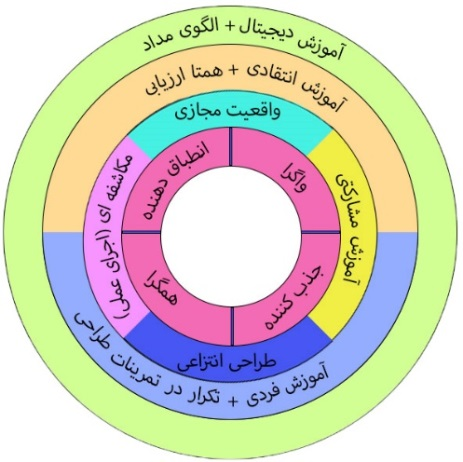 آموزش دیجیتال + الگوی مداد
آموزش انتقادی + همتا ارزیابی
واقعیت مجازی
انطباق دهنده
واگرا
مکاشفه ای (اجرای عملی)
آموزش مشارکتی
همگرا
جذب کننده
طراحی انتزاعی
آموزش فردی + تکرار در تمرینات طراحی